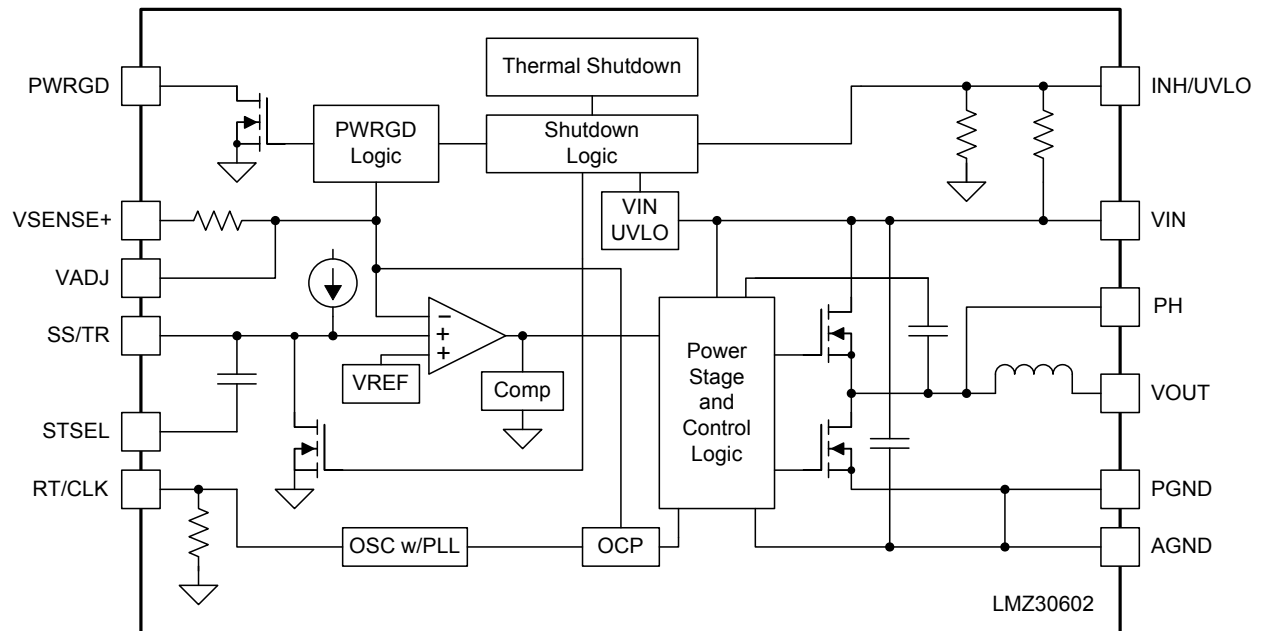 Thermal Shutdown
PWRGD
INH/UVLO
PWRGD
Logic
Shutdown
Logic
VSENSE+
VIN
UVLO
VIN
VADJ
PH
SS/TR
−
+
+
VREF
Comp
Power
Stage
and
Control
Logic
VOUT
STSEL
RT/CLK
PGND
OSC w/PLL
OCP
AGND
LMZ30602